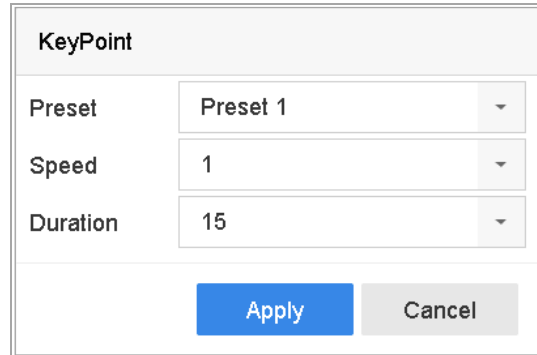 KeyPoint
Preset Preset 1
Speed 1
Duration 15
Apply Cancel